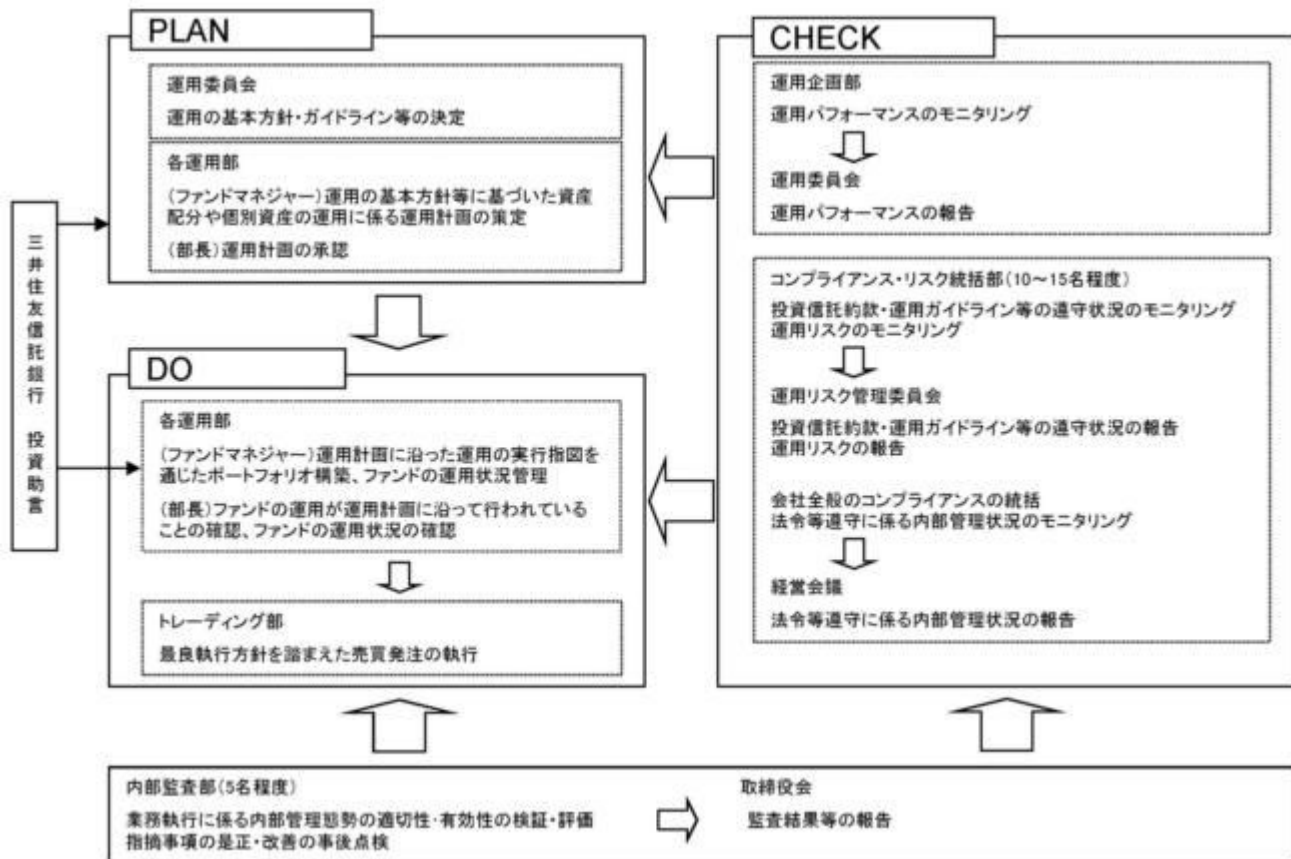 PLAN
運用委員会
運用の基本方針・ガイドライン等の決定
各運用部
(ファンドマネジャー)運用の基本方針等に基づいた資産
配分や個別資産の運用に係る運用計画の策定
(部長)運用計画の承認
三井住友信託銀行 投資助言
DO
各運用部
(ファンドマネジャー)運用計画に沿った運用の実行指図を
通じたポートフォリオ構築、ファンドの運用状況管理
(部長)ファンドの運用が運用計画に沿って行われている
ことの確認、ファンドの運用状況の確認
トレーディング部
最良執行方針を踏まえた売買発注の執行
CHECK
運用企画部
運用パフォーマンスのモニタリング
運用委員会
運用パフォーマンスの報告
コンプライアンス・リスク統括部(10～15名程度)
投資信託約款・運用ガイドライン等の遵守状況のモニタリング
運用リスクのモニタリング
運用リスク管理委員会
投資信託約款・運用ガイドライン等の遵守状況の報告
運用リスクの報告
会社全般のコンプライアンスの統括
法令等遵守に係る内部管理状況のモニタリング
経営会議
法令等遵守に係る内部管理状況の報告
内部監査部(5名程度)
業務執行に係る内部管理態勢の適切性・有効性の検証・評価
指摘事項の是正・改善の事後点検
取締役会
監査結果等の報告